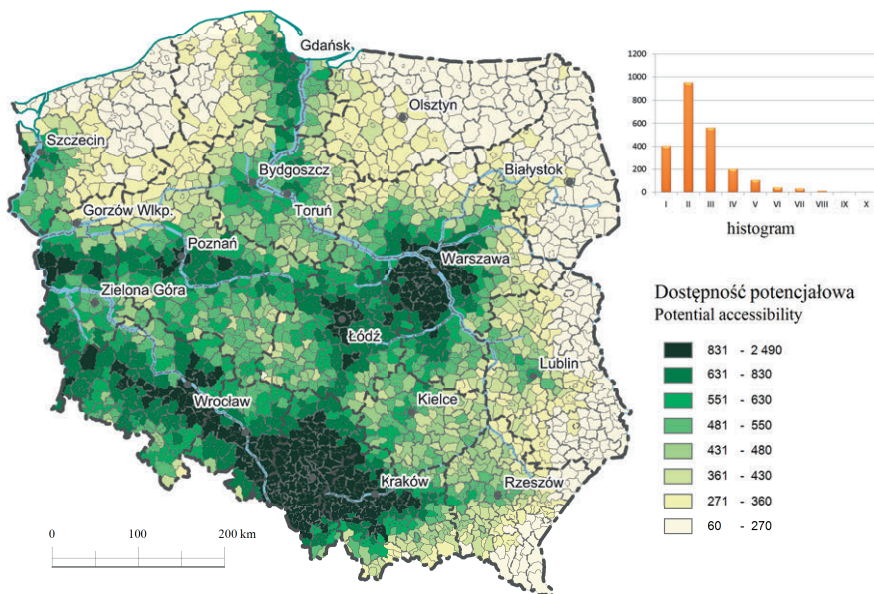 Gdańsk
Olsztyn
Szczecin
Bydgoszcz
Białystok
Gorzów Wlkp.
Toruń
Poznań
Warszawa
Zielona Góra
Łódź
Lublin
Wrocław
Kielce
Kraków
Rzeszów
0 100 200 km
1200
1000
800
600
400
200
0
I II III IV V VI VII VIII IX X
histogram
Dostępność potencjałowa
Potential accessibility
831 - 2 490
631 - 830
551 - 630
481 - 550
431 - 480
361 - 430
271 - 360
60 - 270